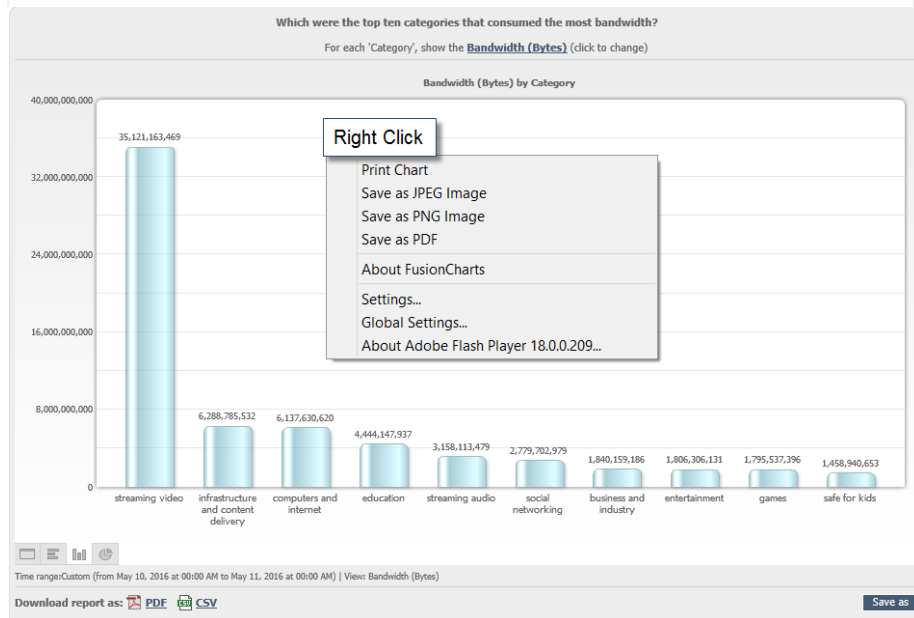 Which were the top ten categories that consumed the most bandwidth?
For each 'Category', show the Bandwidth (Bytes) (click to change)
Bandwidth (Bytes) by Category
40,000,000,000
32,000,000,000
24,000,000,000
16,000,000,000
8,000,000,000
0
35,121,163,469
6,288,785,532
6,137,630,620
4,444,147,937
3,158,113,479
2,779,702,979
1,840,159,186
1,806,306,131
1,795,537,396
1,458,940,653
Right Click
Print Chart
Save as JPEG Image
Save as PNG Image
Save as PDF
About FusionCharts
Settings...
Global Settings...
About Adobe Flash Player 18.0.0.209...
streaming video
infrastructure
and content
delivery
computers and
internet
education
streaming audio
social
networking
business and
industry
entertainment
games
safe for kids
Time range:Custom (from May 10, 2016 at 00:00 AM to May 11, 2016 at 00:00 AM) | View: Bandwidth (Bytes)
Download report as: PDF CSV
Save as